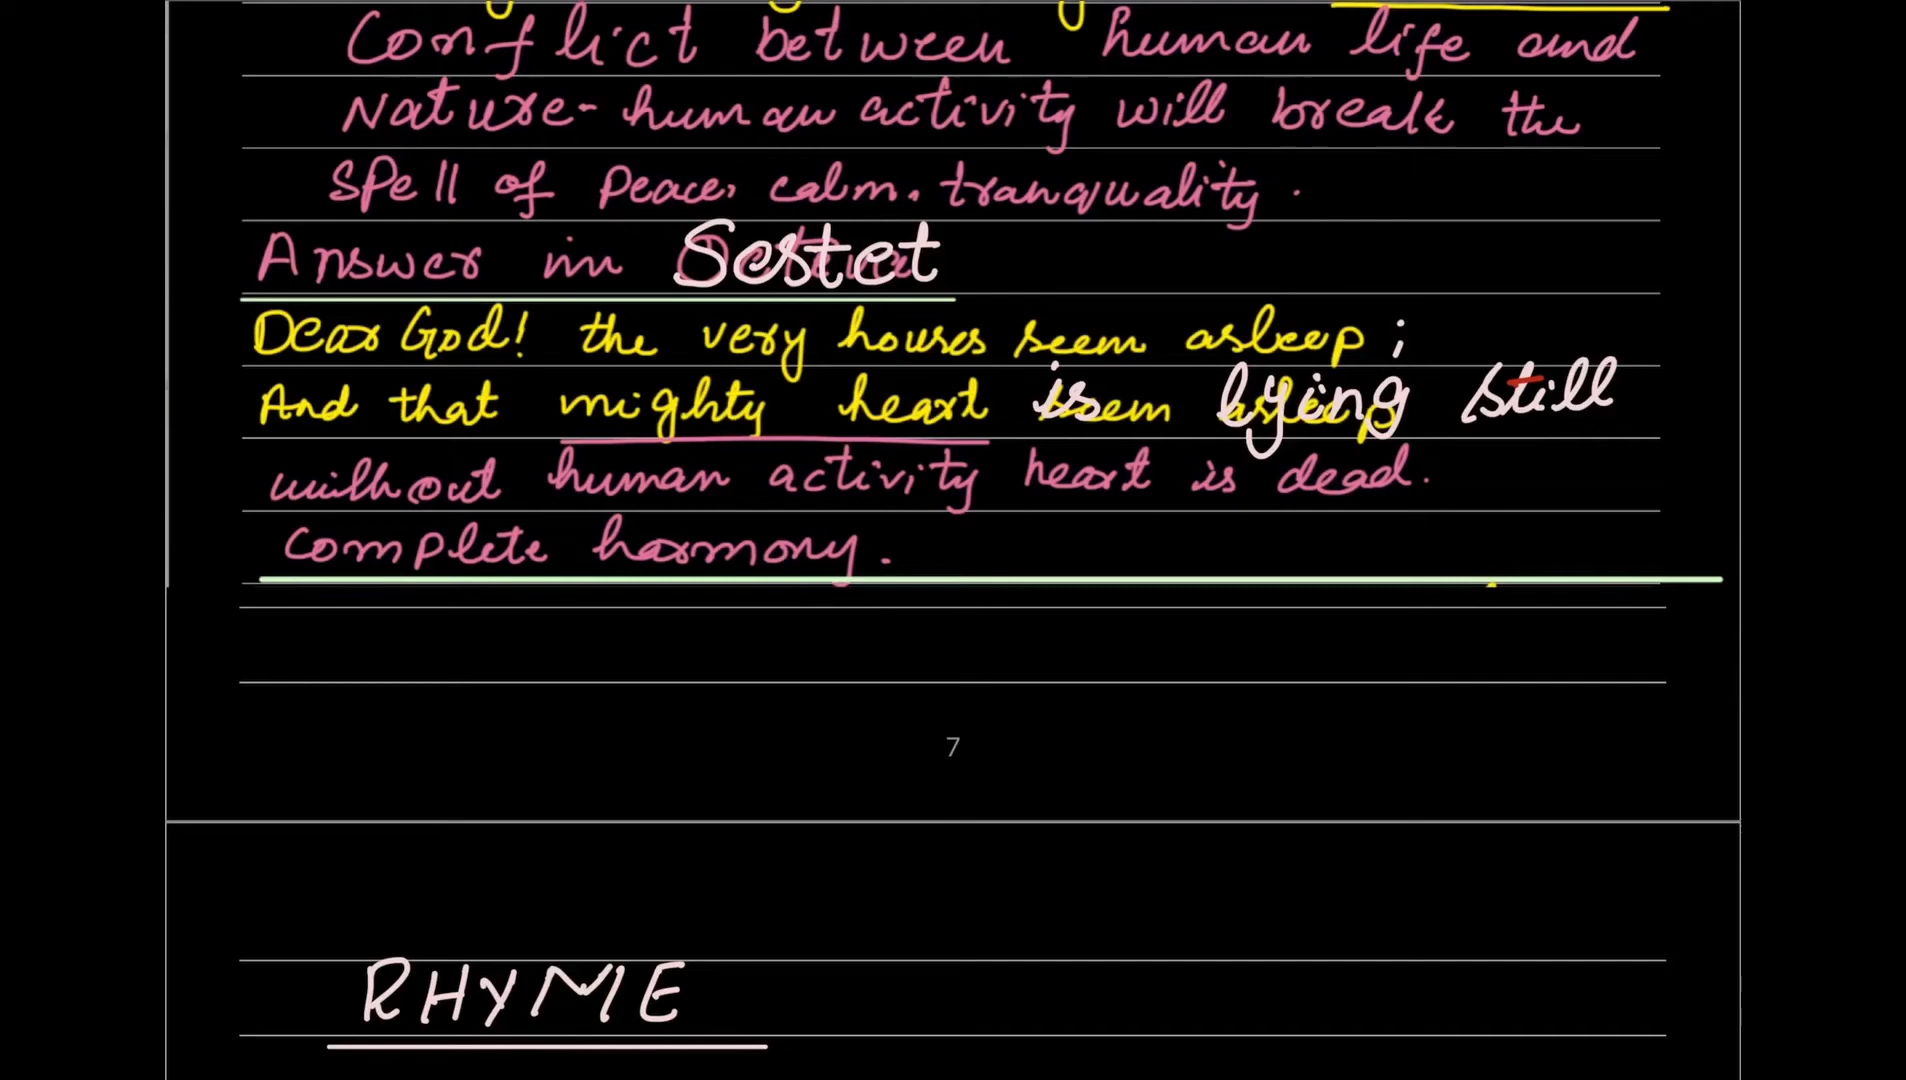 Conflict between human life and
Nature- human activity will break the
spell of peace, calm, tranquality.
Answer in Sestet
Dear God! the very houses seem asleep;
And that mighty heart is lying still
without human activity heart is dead.
complete harmony.
7
RHYME